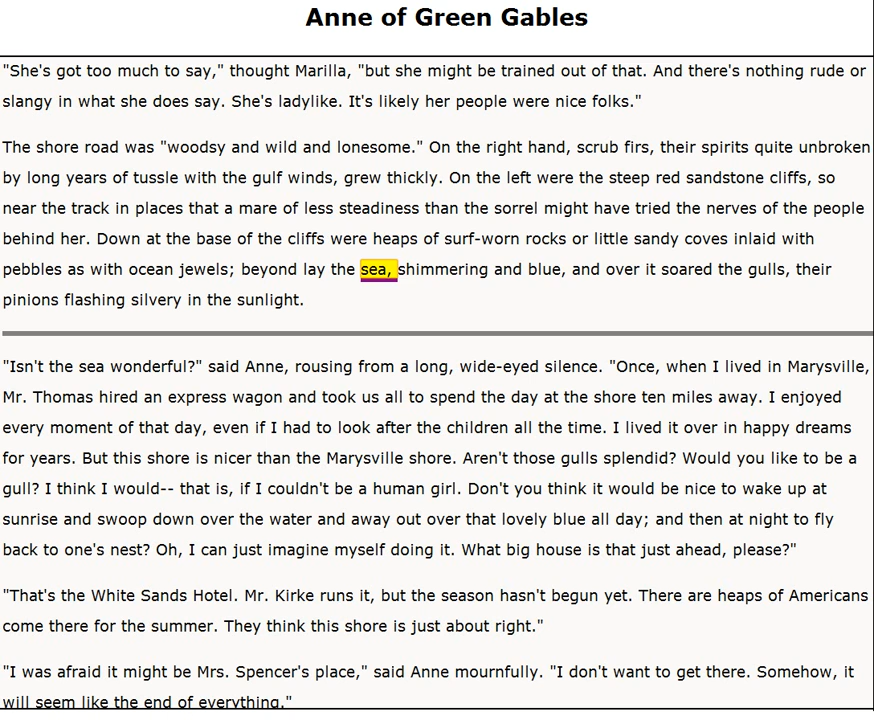 Anne of Green Gables
"She's got too much to say," thought Marilla, "but she might be trained out of that. And there's nothing rude or
slangy in what she does say. She's ladylike. It's likely her people were nice folks."
The shore road was "woodsy and wild and lonesome." On the right hand, scrub firs, their spirits quite unbroken
by long years of tussle with the gulf winds, grew thickly. On the left were the steep red sandstone cliffs, so
near the track in places that a mare of less steadiness than the sorrel might have tried the nerves of the people
behind her. Down at the base of the cliffs were heaps of surf-worn rocks or little sandy coves inlaid with
pebbles as with ocean jewels; beyond lay the sea, shimmering and blue, and over it soared the gulls, their
pinions flashing silvery in the sunlight.
"Isn't the sea wonderful?" said Anne, rousing from a long, wide-eyed silence. "Once, when I lived in Marysville,
Mr. Thomas hired an express wagon and took us all to spend the day at the shore ten miles away. I enjoyed
every moment of that day, even if I had to look after the children all the time. I lived it over in happy dreams
for years. But this shore is nicer than the Marysville shore. Aren't those gulls splendid? Would you like to be a
gull? I think I would-- that is, if I couldn't be a human girl. Don't you think it would be nice to wake up at
sunrise and swoop down over the water and away out over that lovely blue all day; and then at night to fly
back to one's nest? Oh, I can just imagine myself doing it. What big house is that just ahead, please?"
"That's the White Sands Hotel. Mr. Kirke runs it, but the season hasn't begun yet. There are heaps of Americans
come there for the summer. They think this shore is just about right."
"I was afraid it might be Mrs. Spencer's place," said Anne mournfully. "I don't want to get there. Somehow, it
will seem like the end of everything."